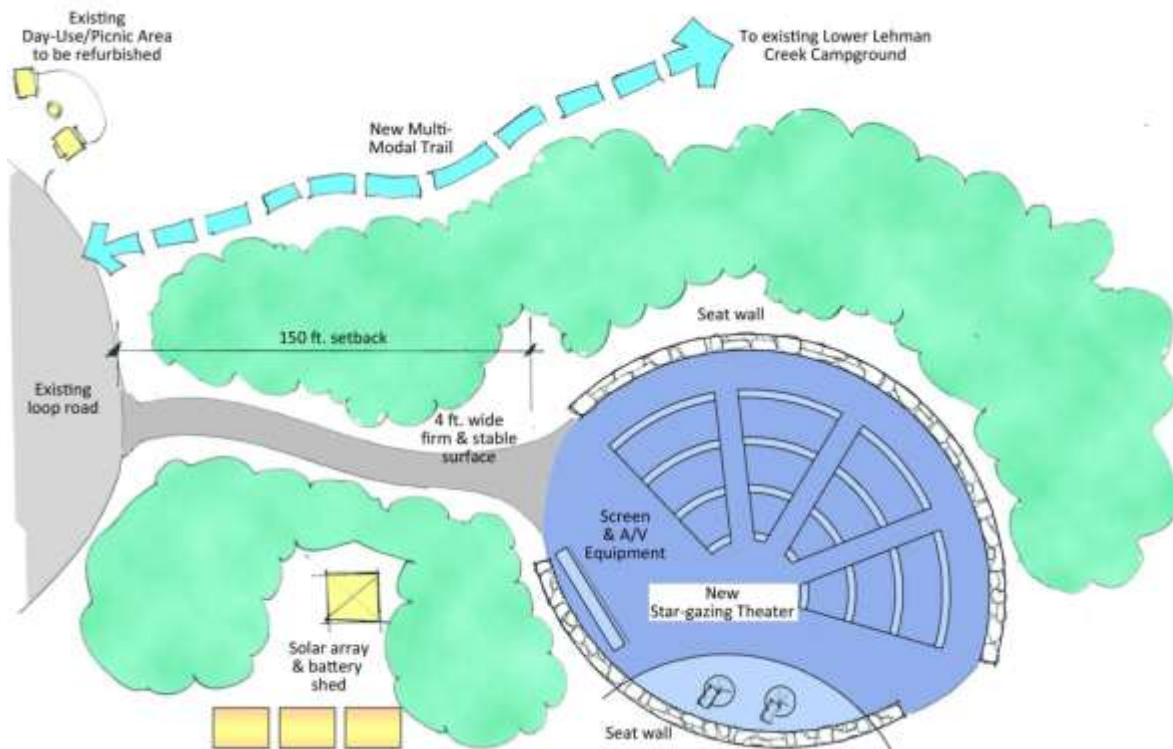 Existing
Day-Use/Picnic Area
to be refurbished
To existing Lower Lehman
Creek Campground
New Multi-
Modal Trail
Seat wall
150 ft. setback
Existing
loop road
4 ft. wide
firm & stable
surface
Screen
& A/V
Equipment
New
Star-gazing Theater
Solar array
& battery
shed
Seat wall